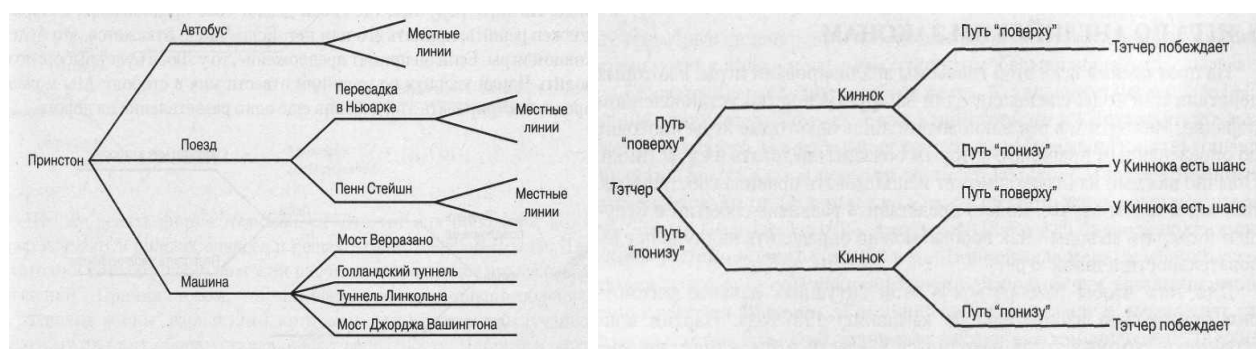 Автобус
Местные
линии
Пересадка
в Ньюарке
Местные
линии
Поезд
Принстон
Пенн Стейшн
Местные
линии
Мост Верразано
Голландский туннель
Машина
Туннель Линкольна
Мост Джорджа Вашингтона
Путь "поверху"
Тэтчер побеждает
Киннок
Путь
"поверху"
Путь "понизу"
У Киннока есть шанс
Тэтчер
Путь "поверху"
У Киннока есть шанс
Путь
"понизу"
Киннок
Путь "понизу"
Тэтчер побеждает